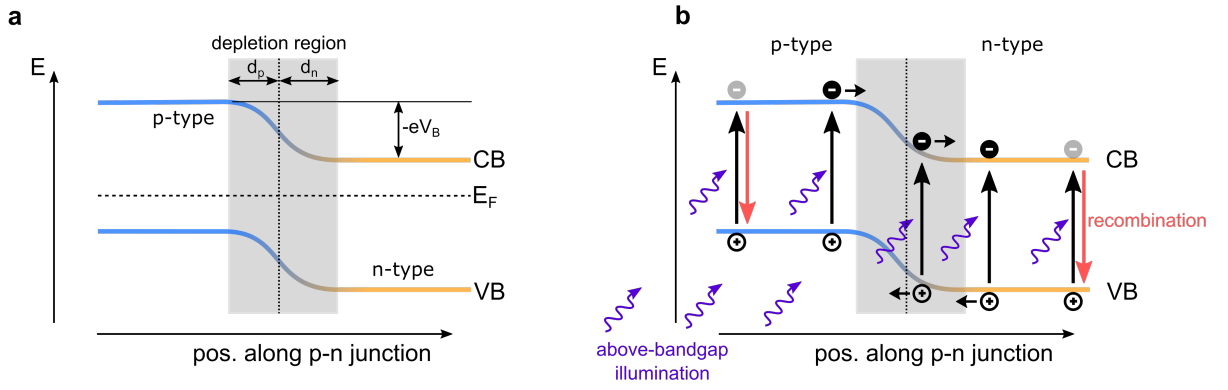 a
depletion region
E
d_p
d_n
p-type
-eV_B
CB
E_F
n-type
VB
pos. along p-n junction
b
p-type
n-type
E
CB
recombination
VB
above-bandgap
illumination
pos. along p-n junction